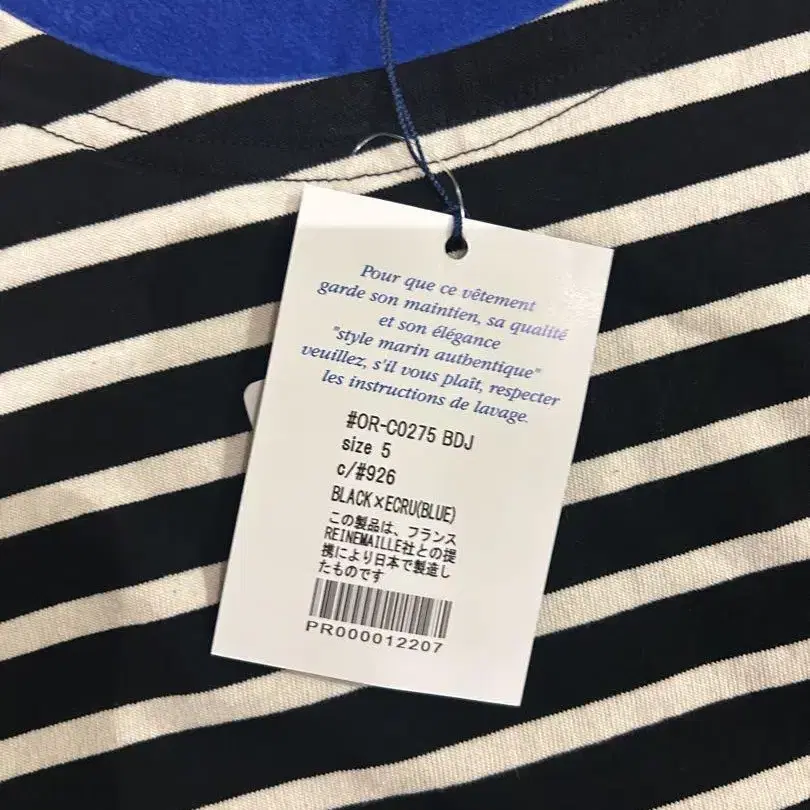 Pour que ce vêtement
garde son maintien, sa qualité
et son élégance
"style marin authentique"
veuillez, s'il vous plaît, respecter
les instructions de lavage.
#OR-C0275 BDJ
size 5
c/#926
BLACK×ECRU(BLUE)
この製品は、フランス
REINEMAILLE社との提
携により日本で製造し
たものです
PR000012207